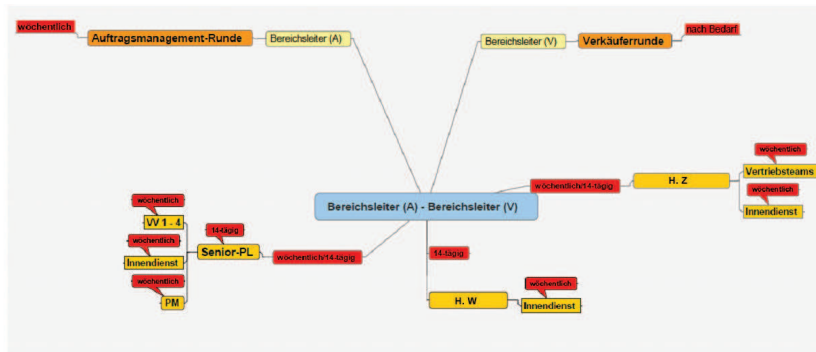 wöchentlich
Auftragsmanagement-Runde
Bereichsleiter (A)
Bereichsleiter (V)
Verkäuferrunde
nach Bedarf
wöchentlich
Vertriebsteams
wöchentlich/14-tägig
H. Z
wöchentlich
Innendienst
Bereichsleiter (A) - Bereichsleiter (V)
wöchentlich
VV 1 - 4
14-tägig
wöchentlich
Senior-PL
wöchentlich/14-tägig
14-tägig
Innendienst
wöchentlich
PM
H. W
wöchentlich
Innendienst